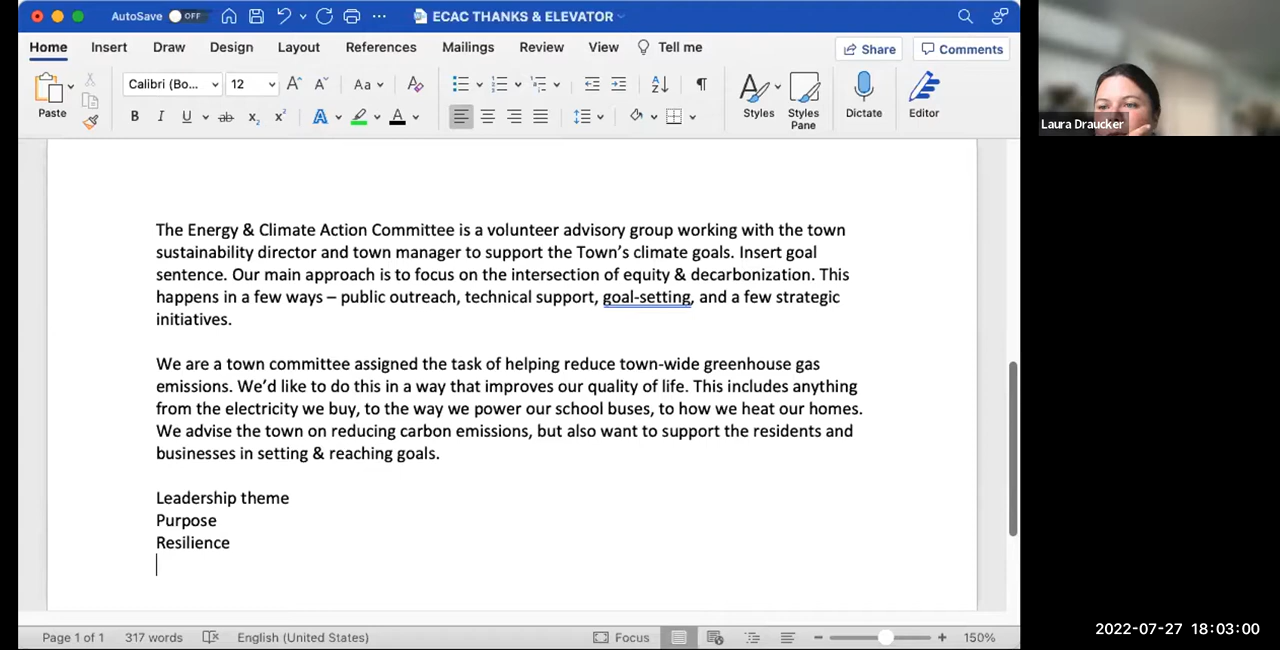 AutoSave OFF ECAC THANKS & ELEVATOR
Home Insert Draw Design Layout References Mailings Review View Tell me Share Comments
Paste Calibri (Bo... 12 Aa Styles Styles Pane Dictate Editor
B I U ab x₂ x² A A
The Energy & Climate Action Committee is a volunteer advisory group working with the town
sustainability director and town manager to support the Town’s climate goals. Insert goal
sentence. Our main approach is to focus on the intersection of equity & decarbonization. This
happens in a few ways – public outreach, technical support, goal-setting, and a few strategic
initiatives.
We are a town committee assigned the task of helping reduce town-wide greenhouse gas
emissions. We’d like to do this in a way that improves our quality of life. This includes anything
from the electricity we buy, to the way we power our school buses, to how we heat our homes.
We advise the town on reducing carbon emissions, but also want to support the residents and
businesses in setting & reaching goals.
Leadership theme
Purpose
Resilience
Page 1 of 1 317 words English (United States) Focus 150%
Laura Draucker
2022-07-27 18:03:00